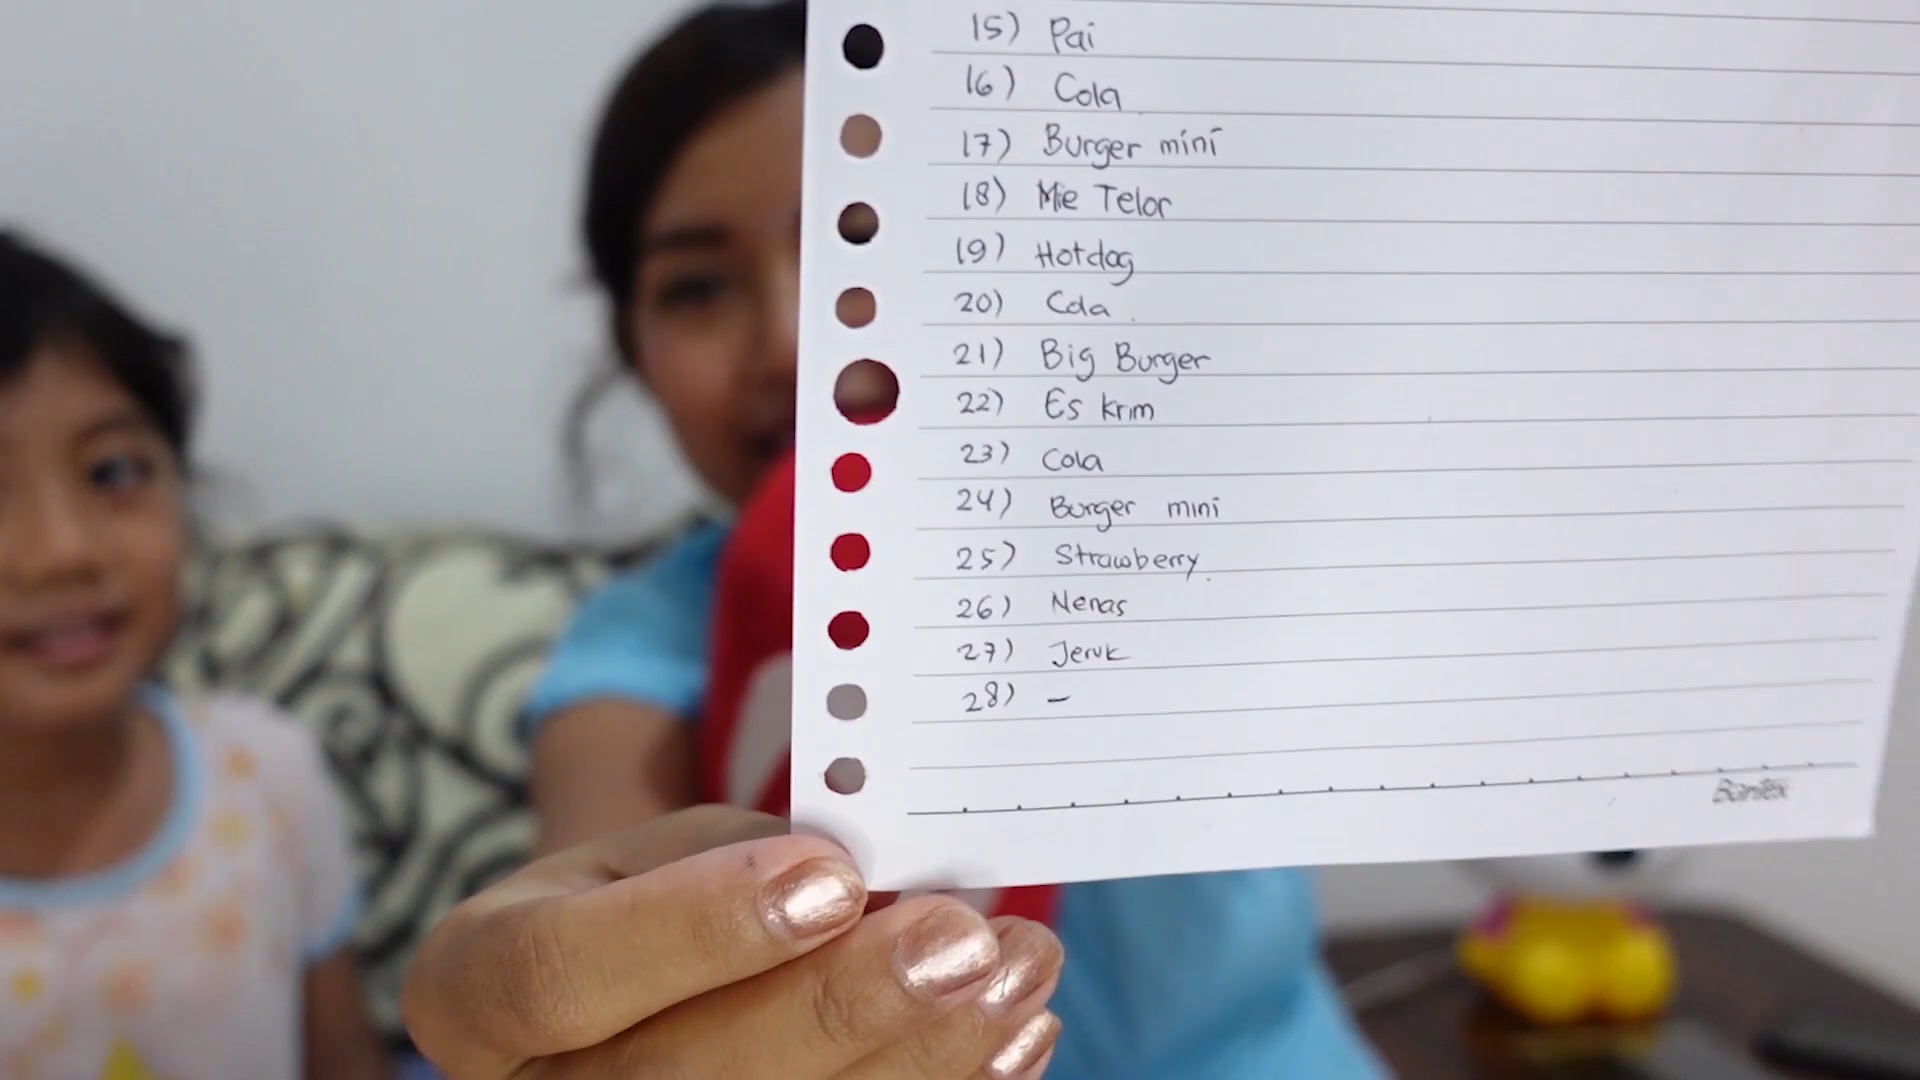 15) Pai
16) Cola
17) Burger mini
18) Mie Telor
19) Hotdog
20) Cola
21) Big Burger
22) Es krim
23) Cola
24) Burger mini
25) Strawberry
26) Nenas
27) Jeruk
28) -
Bantex